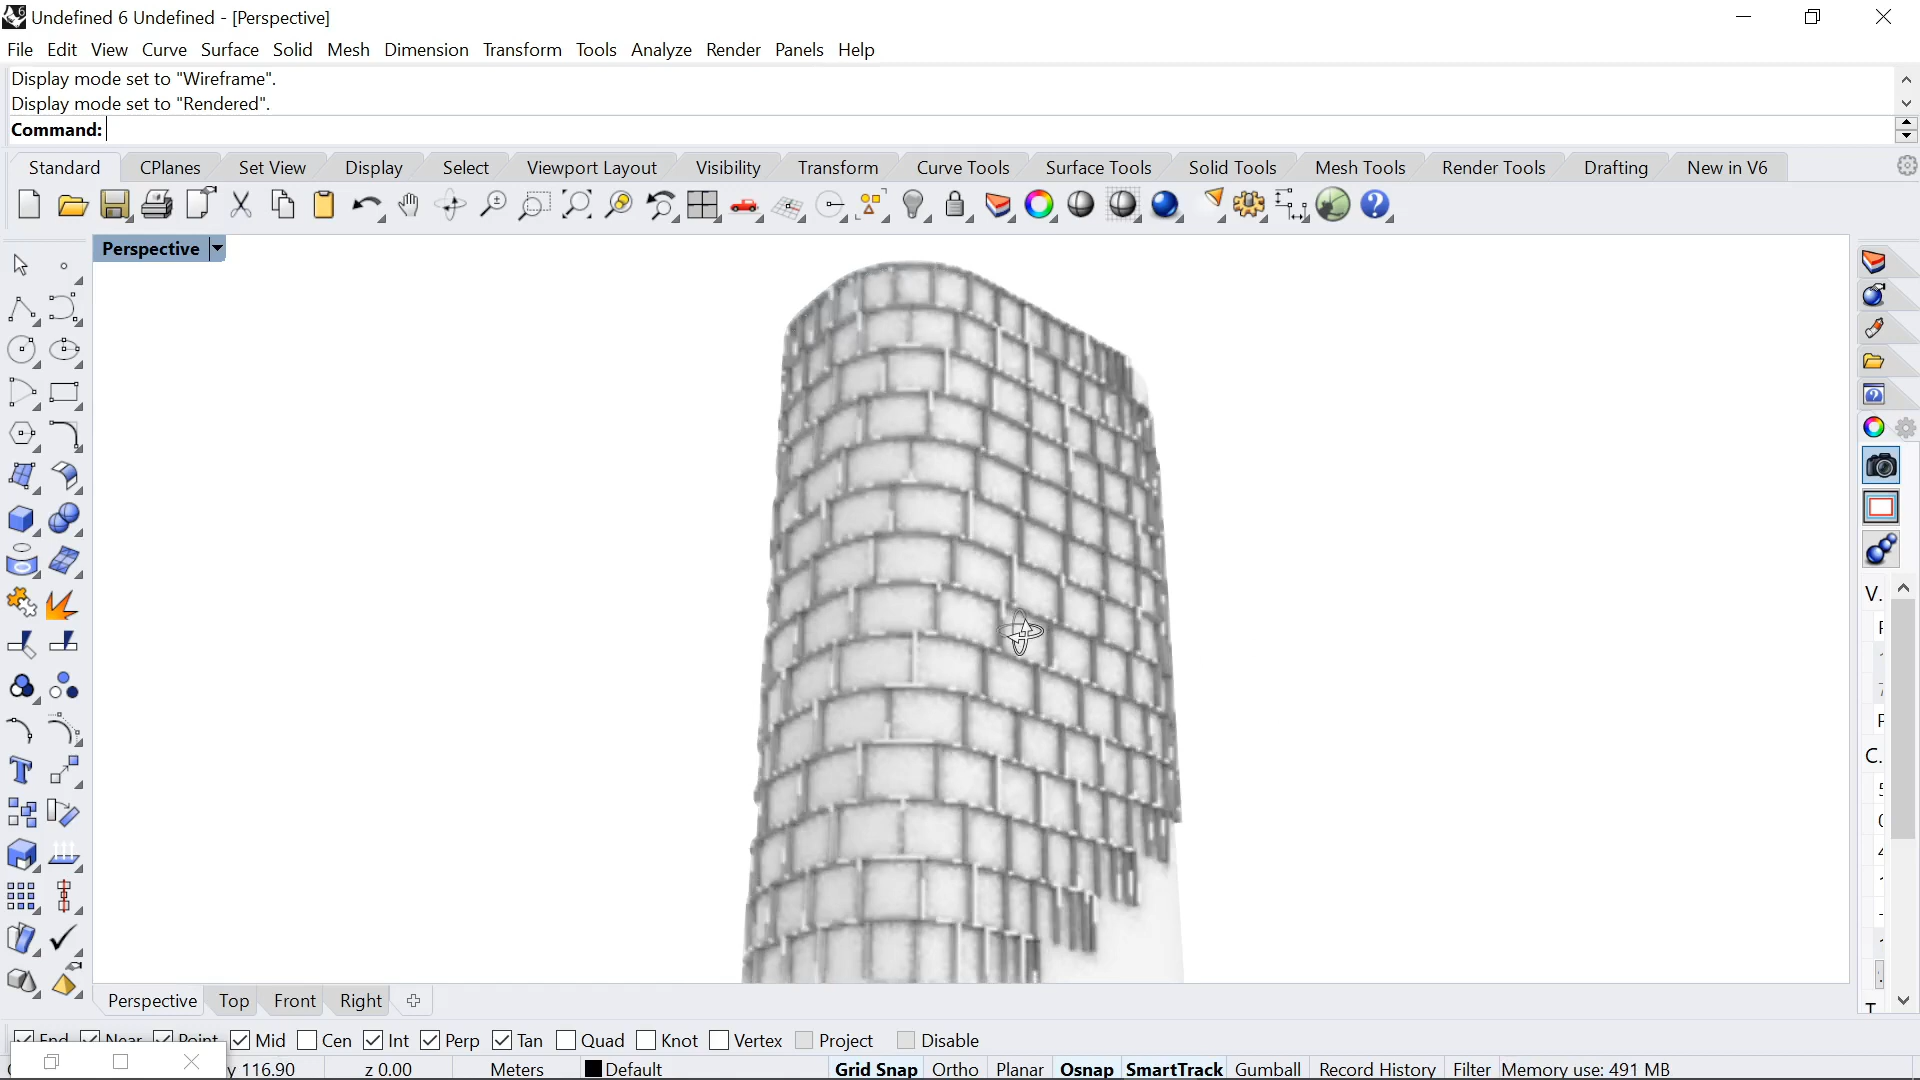 Undefined 6 Undefined - [Perspective]
File Edit View Curve Surface Solid Mesh Dimension Transform Tools Analyze Render Panels Help
Display mode set to "Wireframe".
Display mode set to "Rendered".
Command:
Standard CPlanes Set View Display Select Viewport Layout Visibility Transform Curve Tools Surface Tools Solid Tools Mesh Tools Render Tools Drafting New in V6
Perspective
V.
C.
Perspective Top Front Right
End Near Point Mid Cen Int Perp Tan Quad Knot Vertex Project Disable
y 116.90 z 0.00 Meters Default Grid Snap Ortho Planar Osnap SmartTrack Gumball Record History Filter Memory use: 491 MB